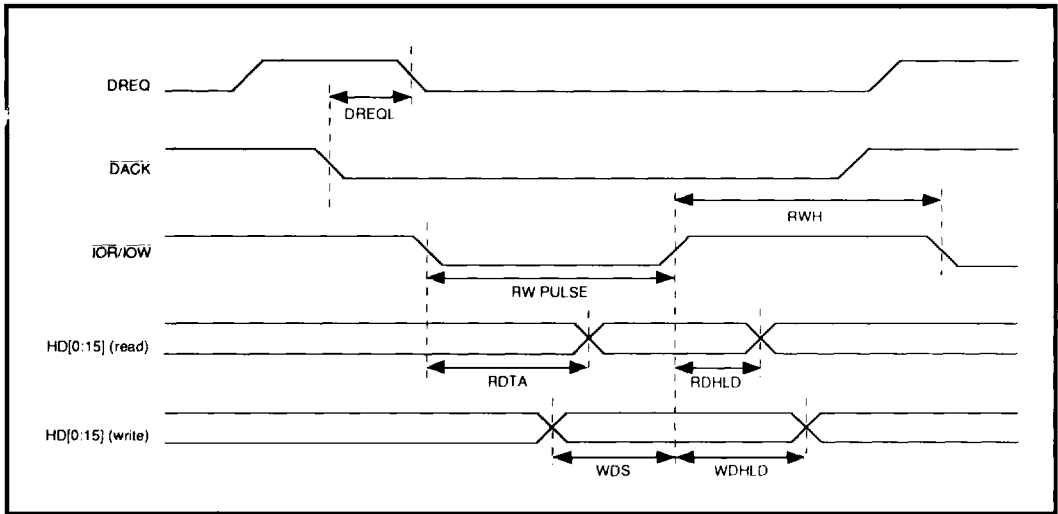 DREQ
DREQL
DACK
RWH
IOR/IOW
RW PULSE
HD[0:15] (read)
RDTA
RDHLD
HD[0:15} (write)
WDS
WDHLD